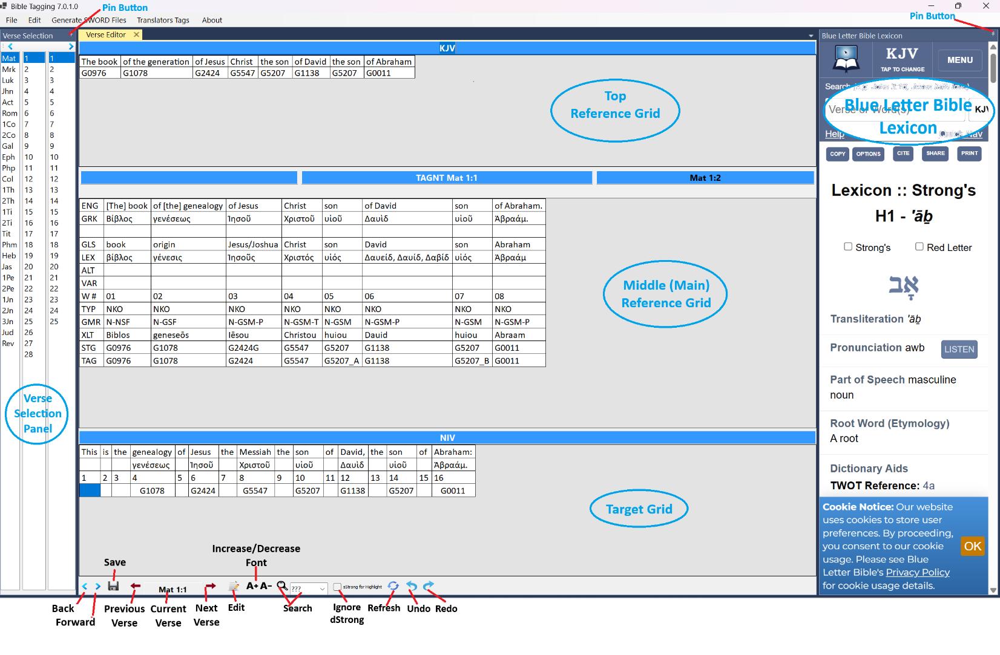 Bible Tagging 7.0.1.0
Pin Button
Pin Button
File Edit Generate SWORD Files Translators Tags About
Verse Selection
Verse Editor
Blue Letter Bible Lexicon
Mat 1 1
Mrk 2 2
Luk 3 3
Jhn 4 4
Act 5 5
Rom 6 6
1Co 7 7
2Co 8 8
Gal 9 9
Eph 10 10
Php 11 11
Col 12 12
1Th 13 13
2Th 14 14
1Ti 15 15
2Ti 16 16
Tit 17 17
Phm 18 18
Heb 19 19
Jas 20 20
1Pe 21 21
2Pe 22 22
1Jn 23 23
2Jn 24 24
3Jn 25 25
Jud 26
Rev 27
28
Verse
Selection
Panel
KJV
The book of the generation of Jesus Christ the son of David the son of Abraham
G0976 G1078 G2424 G5547 G5207 G1138 G5207 G0011
Top
Reference Grid
TAGNT Mat 1:1 Mat 1:2
ENG [The] book of [the] genealogy of Jesus Christ son of David son of Abraham.
GRK Βίβλος γενέσεως Ἰησοῦ Χριστοῦ υἱοῦ Δαυὶδ υἱοῦ Ἀβραάμ.
GLS book origin Jesus/Joshua Christ son David son Abraham
LEX βίβλος γένεσις Ἰησοῦς Χριστός υἱός Δαυείδ, Δαυίδ, Δαβίδ υἱός Ἀβραάμ
ALT
VAR
W # 01 02 03 04 05 06 07 08
TYP NKO NKO NKO NKO NKO NKO NKO NKO
GMR N-NSF N-GSF N-GSM-P N-GSM-T N-GSM N-GSM-P N-GSM N-GSM-P
XLT Biblos geneseōs Iēsou Christou huiou Dauid huiou Abraam
STG G0976 G1078 G2424G G5547 G5207 G1138 G5207 G0011
TAG G0976 G1078 G2424 G5547 G5207_A G1138 G5207_B G0011
Middle (Main)
Reference Grid
NIV
This is the genealogy of Jesus the Messiah the son of David, the son of Abraham:
γενέσεως Ἰησοῦ Χριστοῦ υἱοῦ Δαυὶδ υἱοῦ Ἀβραάμ.
1 2 3 4 5 6 7 8 9 10 11 12 13 14 15 16
G1078 G2424 G5547 G5207 G1138 G5207 G0011
Target Grid
Increase/Decrease
Font
Save
Mat 1:1 A+ A- ??? sStrong for Highlight
Back
Forward
Previous
Verse
Current
Verse
Next
Verse
Edit
Search
Ignore
dStrong
Refresh
Undo
Redo
KJV
TAP TO CHANGE
MENU
Search (e.g. John 3:16, Jesus faith love)
Verse or Word(s) KJV
Blue Letter Bible
Lexicon
Help Quick Nav
COPY OPTIONS CITE SHARE PRINT
Lexicon :: Strong's
H1 - 'āḇ
Strong's Red Letter
אָב
Transliteration 'āḇ
Pronunciation awb LISTEN
Part of Speech masculine
noun
Root Word (Etymology)
A root
Dictionary Aids
TWOT Reference: 4a
Cookie Notice: Our website
uses cookies to store user
preferences. By proceeding,
you consent to our cookie
usage. Please see Blue
Letter Bible's Privacy Policy
for cookie usage details.
OK